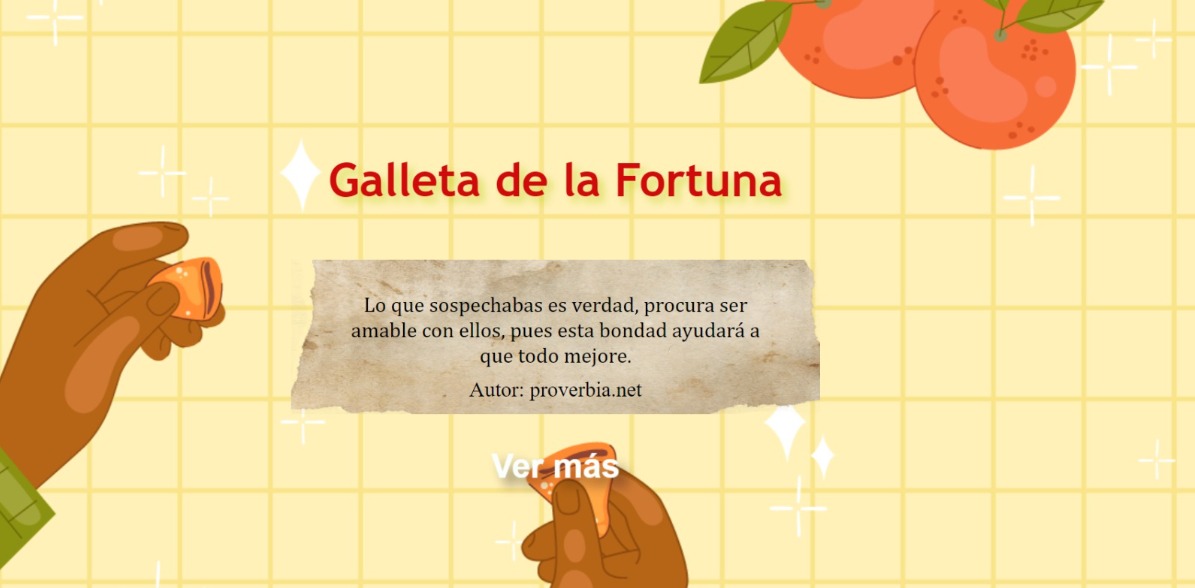 Galleta de la Fortuna
Lo que sospechabas es verdad, procura ser
amable con ellos, pues esta bondad ayudará a
que todo mejore.
Autor: proverbia.net
Ver más